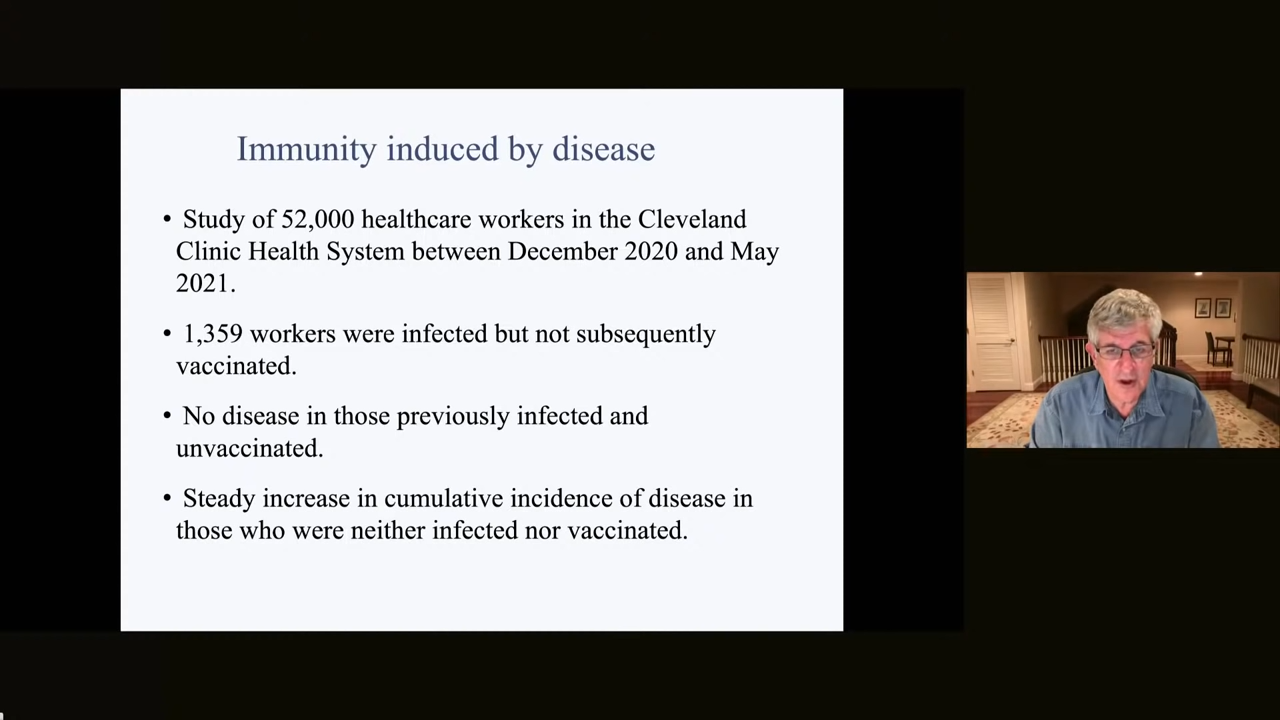 Immunity induced by disease
• Study of 52,000 healthcare workers in the Cleveland
Clinic Health System between December 2020 and May
2021.
• 1,359 workers were infected but not subsequently
vaccinated.
• No disease in those previously infected and
unvaccinated.
• Steady increase in cumulative incidence of disease in
those who were neither infected nor vaccinated.